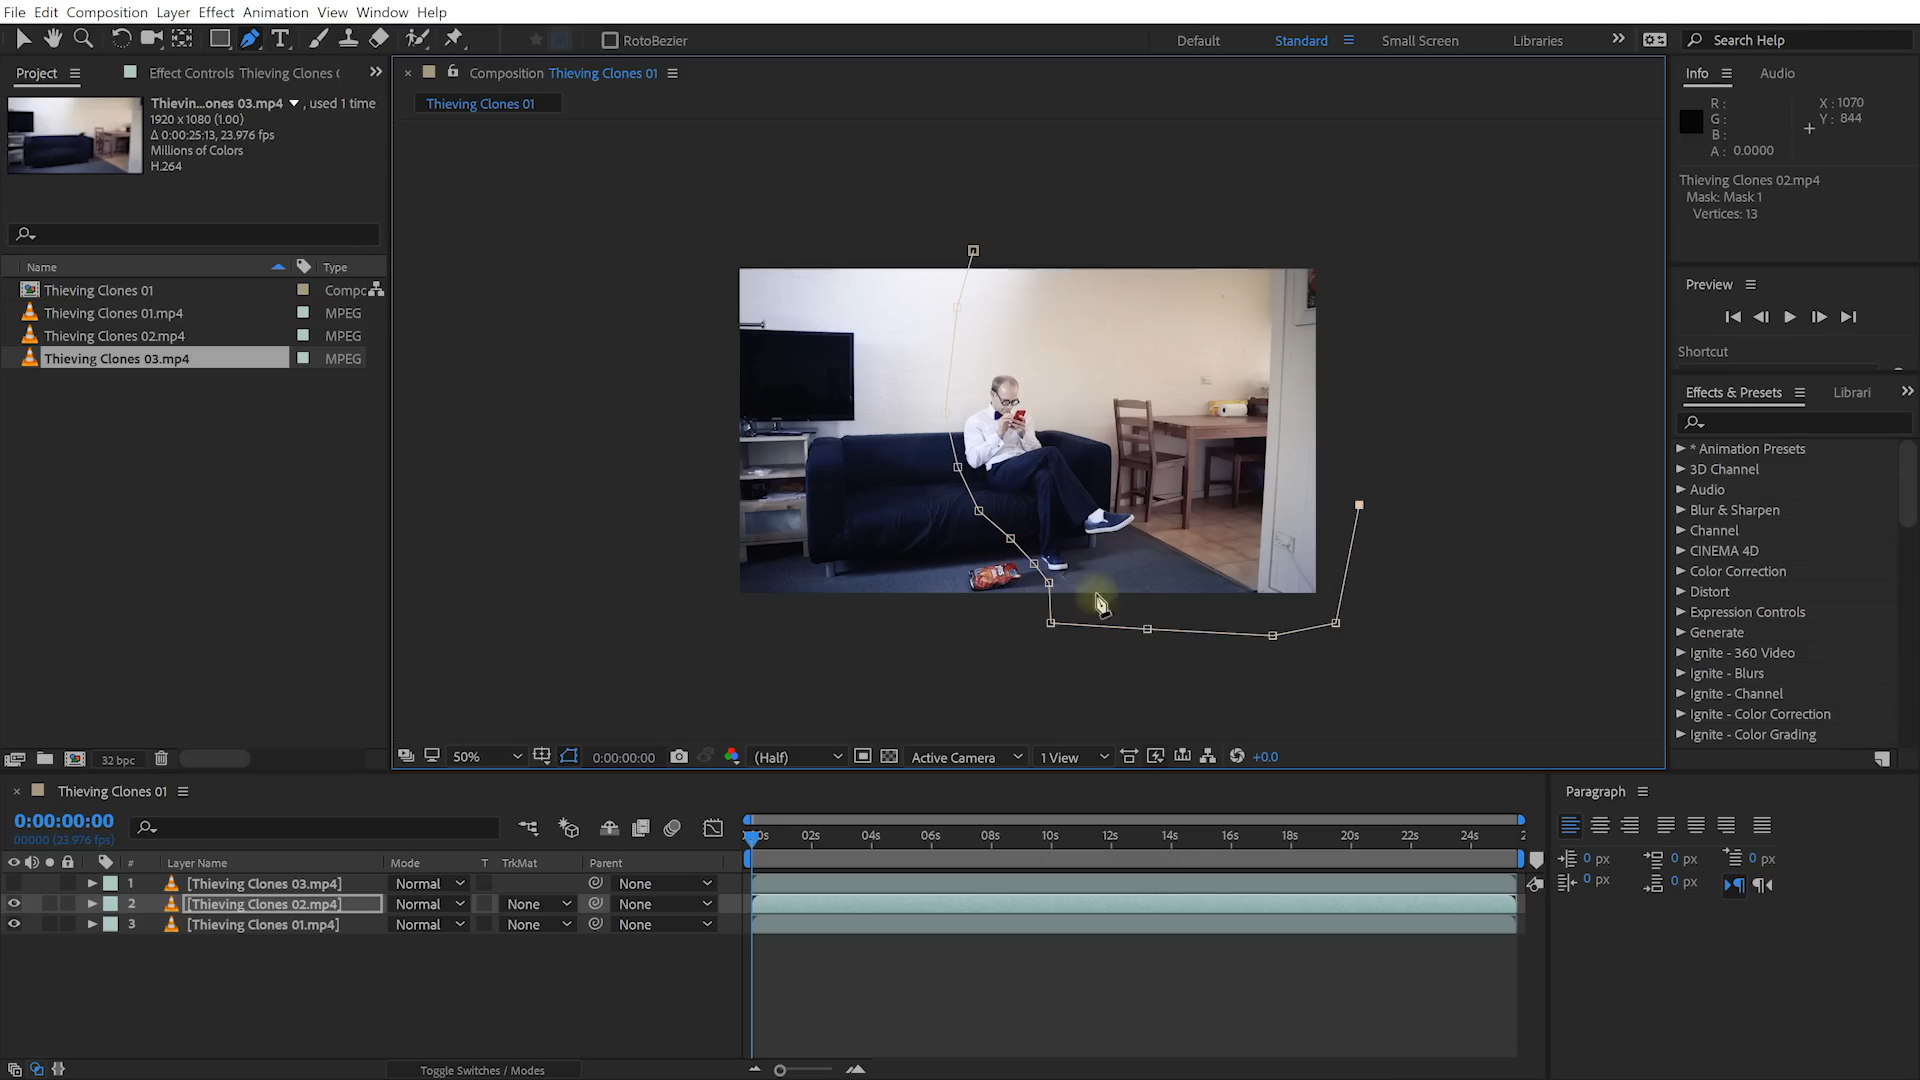 File Edit Composition Layer Effect Animation View Window Help
RotoBezier
Default Standard Small Screen Libraries
Search Help
Project Effect Controls Thieving Clones
Thievin...ones 03.mp4 , used 1 time
1920 x 1080 (1.00)
Δ 0:00:25:13, 23.976 fps)
Millions of Colors
H.264
Name Type
Thieving Clones 01
Thieving Clones 01.mp4 MPEG
Thieving Clones 02.mp4 MPEG
Thieving Clones 03.mp4 MPEG
32 bpc
Composition Thieving Clones 01
Thieving Clones 01
50% 0:00:00:00 (Half) Active Camera 1 View +0.0
Info Audio
R : X : 1070
G : Y : 844
B :
A : 0.0000
Thieving Clones 02.mp4
Mask: Mask 1
Vertices: 13
Preview
Shortcut
Effects & Presets Librari
* Animation Presets
3D Channel
Audio
Blur & Sharpen
Channel
CINEMA 4D
Color Correction
Distort
Expression Controls
Generate
Ignite - 360 Video
Ignite - Blurs
Ignite - Channel
Ignite - Color Correction
Ignite - Color Grading
Thieving Clones 01
0:00:00:00
00000 (23.976 fps)
02s 04s 06s 08s 10s 12s 14s 16s 18s 20s 22s 24s
# Layer Name Mode T TrkMat Parent
1 [Thieving Clones 03.mp4] Normal None
2 [Thieving Clones 02.mp4] Normal None None
3 [Thieving Clones 01.mp4] Normal None None
Toggle Switches / Modes
Paragraph
0 px 0 px 0 px
0 px 0 px